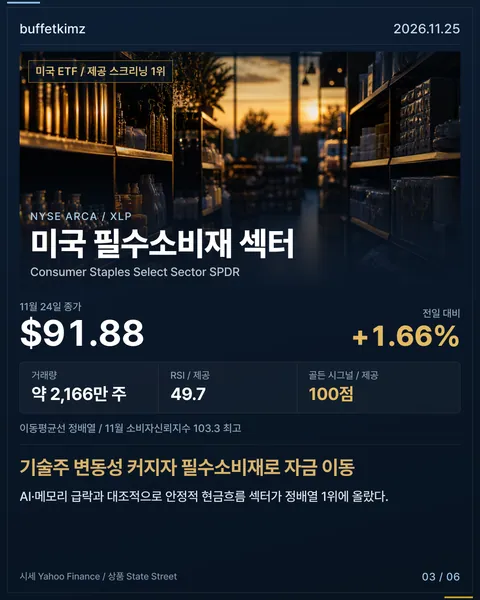 buffetkimz
2026.11.25
미국 ETF / 제공 스크리닝 1위
NYSE ARCA / XLP
미국 필수소비재 섹터
Consumer Staples Select Sector SPDR
11월 24일 종가
전일 대비
$91.88
+1.66%
거래량
RSI / 제공
골든 시그널 / 제공
약 2,166만 주
49.7
100점
이동평균선 정배열 / 11월 소비자신뢰지수 103.3 최고
기술주 변동성 커지자 필수소비재로 자금 이동
AI·메모리 급락과 대조적으로 안정적 현금흐름 섹터가 정배열 1위에 올랐다.
시세 Yahoo Finance / 상품 State Street
03 / 06